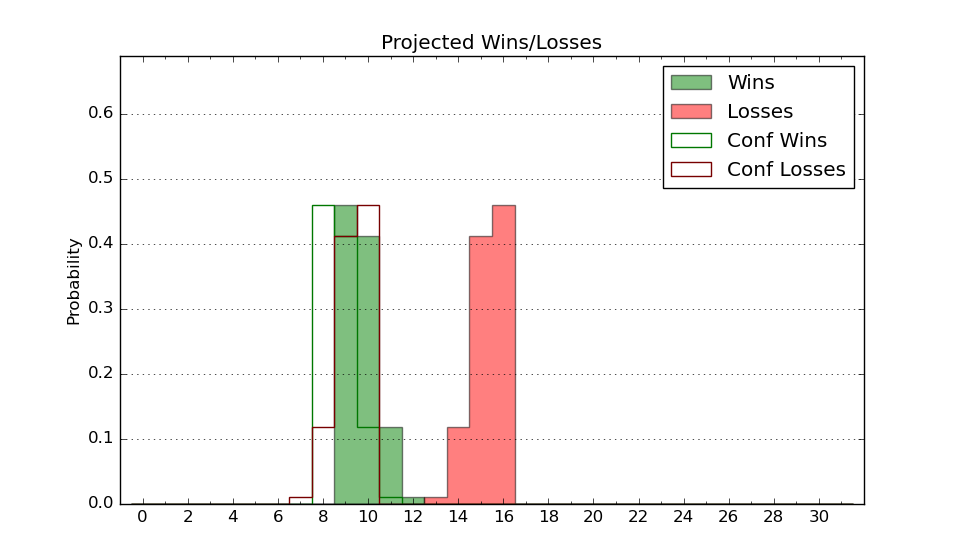 Projected Wins/Losses
Wins
Losses
Conf Wins
Conf Losses
Probability
0.6
0.5
0.4
0.3
0.2
0.1
0.0
0 2 4 6 8 10 12 14 16 18 20 22 24 26 28 30